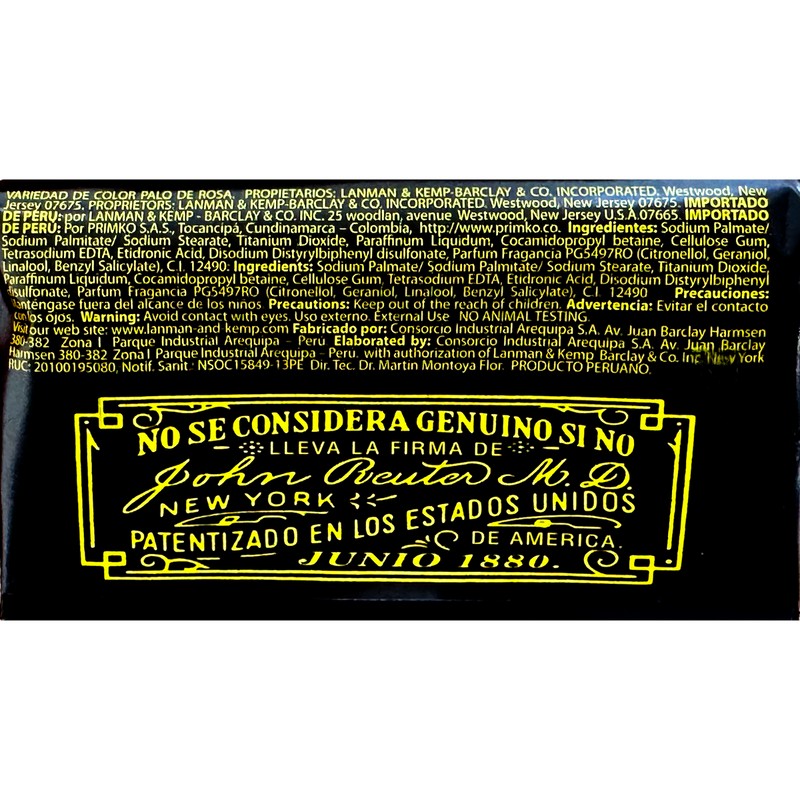 VARIEDAD DE COLOR PALO DE ROSA. PROPIETARIOS: LANMAN & KEMP-BARCLAY & CO. INCORPORATED. Westwood, New
Jersey 07675. PROPRIETORS: LANMAN & KEMP-BARCLAY & CO. INCORPORATED. Westwood, New Jersey 07675. IMPORTADO
DE PERU: por LANMAN & KEMP - BARCLAY & CO. INC. 25 woodlan, avenue Westwood, New Jersey U.S.A 07665. IMPORTADO
DE PERU: Por PRIMKO S.A.S., Tocancipá, Cundinamarca – Colombia, http://www.primko.co. Ingredientes: Sodium Palmate/
Sodium Palmitate/ Sodium Stearate, Titanium Dioxide, Paraffinum Liquidum, Cocamidopropyl betaine, Cellulose Gum,
Tetrasodium EDTA, Etidronic Acid, Disodium Distyrylbiphenyl disulfonate, Parfum Fragancia PG5497RO (Citronellol, Geraniol,
Linalool, Benzyl Salicylate), C.I. 12490. Ingredients: Sodium Palmate/ Sodium Palmitate/ Sodium Stearate, Titanium Dioxide,
Paraffinum Liquidum, Cocamidopropyl betaine, Cellulose Gum, Tetrasodium EDTA, Etidronic Acid, Disodium Distyrylbiphenyl
disulfonate, Parfum Fragancia PG5497RO (Citronellol, Geraniol, Linalool, Benzyl Salicylate), C.I. 12490 Precauciones:
Manténgase fuera del alcance de los ninos. Precautions: Keep out of the reach of children. Advertencia: Evitar el contacto
con los ojos. Warning: Avoid contact with eyes. Uso externo. External Use NO ANIMAL TESTING.
Visit our web site: www.lanman-and-kemp.com Fabricado por: Consorcio Industrial Arequipa S.A. Av. Juan Barclay Harmsen
380-382 Zona I Parque Industrial Arequipa – Peru Elaborated by: Consorcio Industrial Arequipa S.A. Av. Juan Barclay
Harmsen 380-382 Zona I Parque Industrial Arequipa – Peru. with authorization of Lanman & Kemp Barclay & Co. Inc New York
RUC: 20100195080, Notif. Sanit. NSOC15849-13PE Dir. Tec. Dr. Martin Montoya Flor. PRODUCTO PERUANO.
NO SE CONSIDERA GENUINO SI NO
LLEVA LA FIRMA DE
John Reuter M. D.
NEW YORK
PATENTIZADO EN LOS ESTADOS UNIDOS
DE AMERICA.
JUNIO 1880.